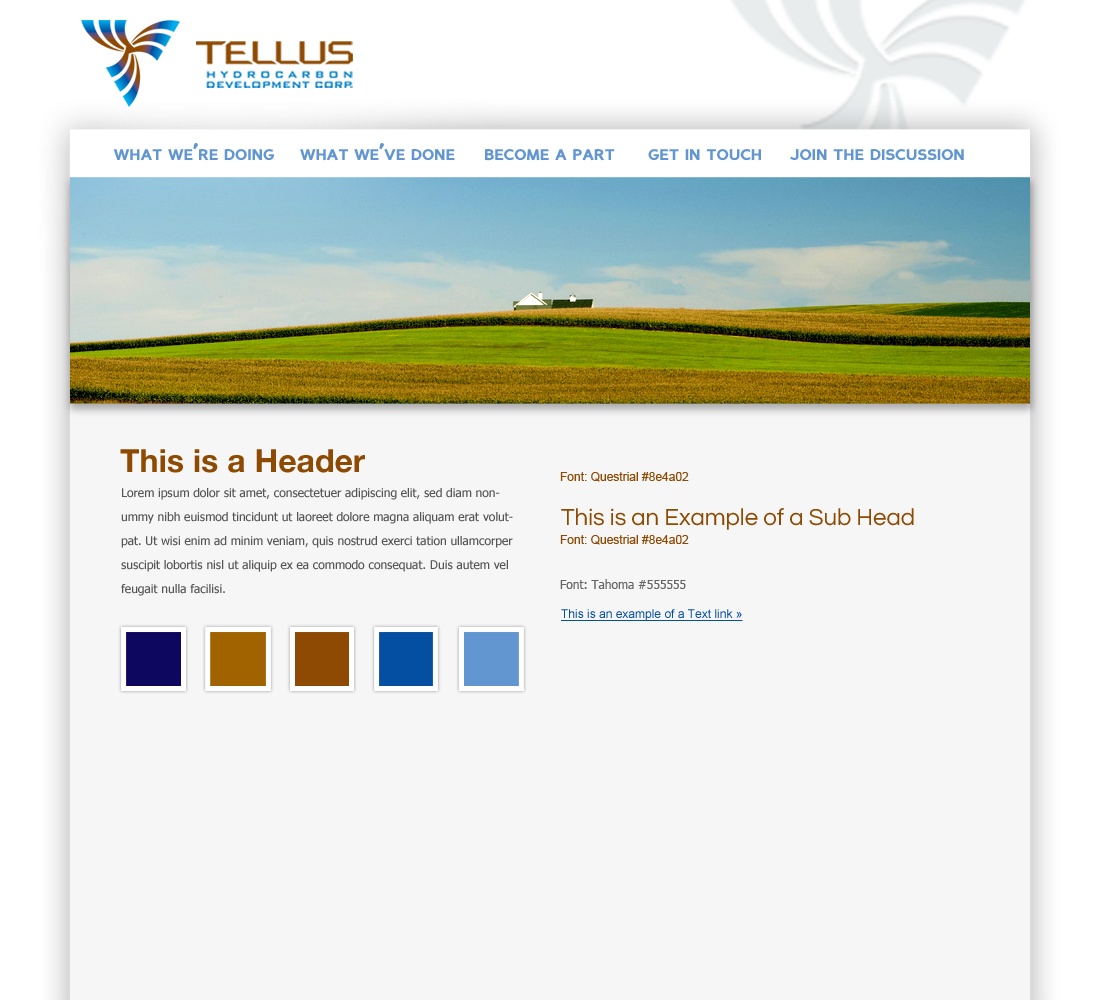 TELLUS
HYDROCARBON
DEVELOPMENT CORP.
WHAT WE'RE DOING WHAT WE'VE DONE BECOME A PART GET IN TOUCH JOIN THE DISCUSSION
This is a Header
Lorem ipsum dolor sit amet, consectetuer adipiscing elit, sed diam non-
ummy nibh euismod tincidunt ut laoreet dolore magna aliquam erat volut-
pat. Ut wisi enim ad minim veniam, quis nostrud exerci tation ullamcorper
suscipit lobortis nisl ut aliquip ex ea commodo consequat. Duis autem vel
feugait nulla facilisi.
Font: Questrial #8e4a02
This is an Example of a Sub Head
Font: Questrial #8e4a02
Font: Tahoma #555555
This is an example of a Text link »